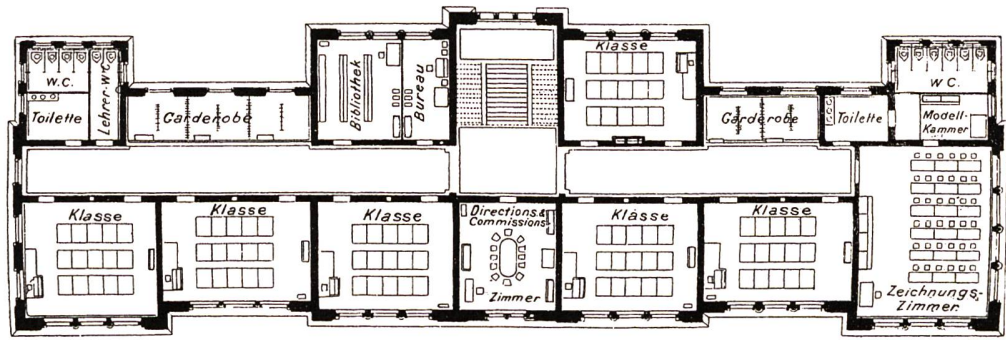 W.C.
Lehrer-W.C.
Toilette
Garderobe
Bibliothek
Bureau
Klasse
Garderobe
Toilette
W C.
Modell-
Kammer
Klasse
Klasse
Klasse
Directions &
Commissions
Zimmer
Klasse
Klasse
Zeichnungs-
Zimmer.